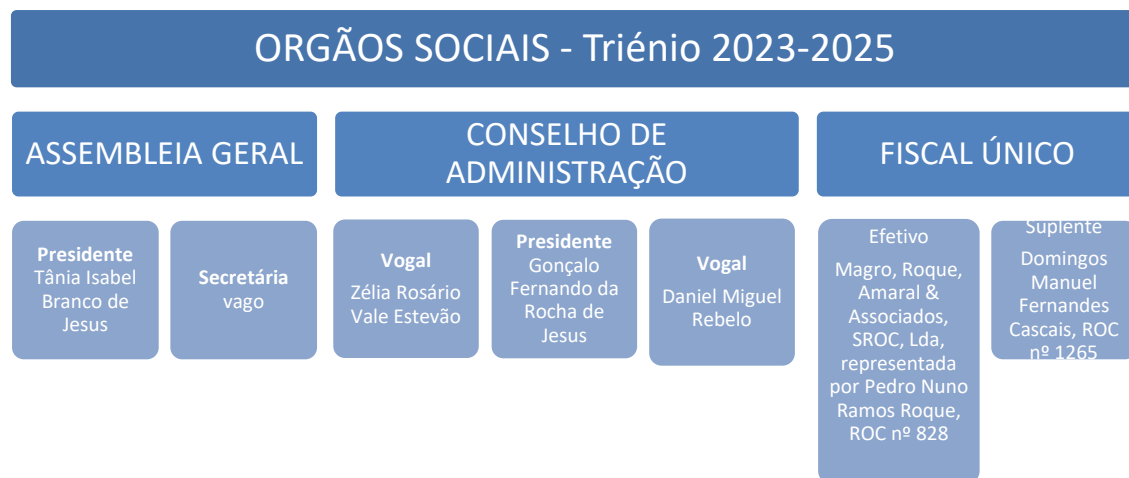 ORGÃOS SOCIAIS - Triénio 2023-2025
ASSEMBLEIA GERAL
Presidente
Tânia Isabel
Branco de
Jesus
Secretária
vago
CONSELHO DE
ADMINISTRAÇÃO
Vogal
Zélia Rosário
Vale Estevão
Presidente
Gonçalo
Fernando da
Rocha de
Jesus
Vogal
Daniel Miguel
Rebelo
FISCAL ÚNICO
Efetivo
Magro, Roque,
Amaral &
Associados,
SROC, Lda,
representada
por Pedro Nuno
Ramos Roque,
ROC nº 828
Suplente
Domingos
Manuel
Fernandes
Cascais, ROC
nº 1265